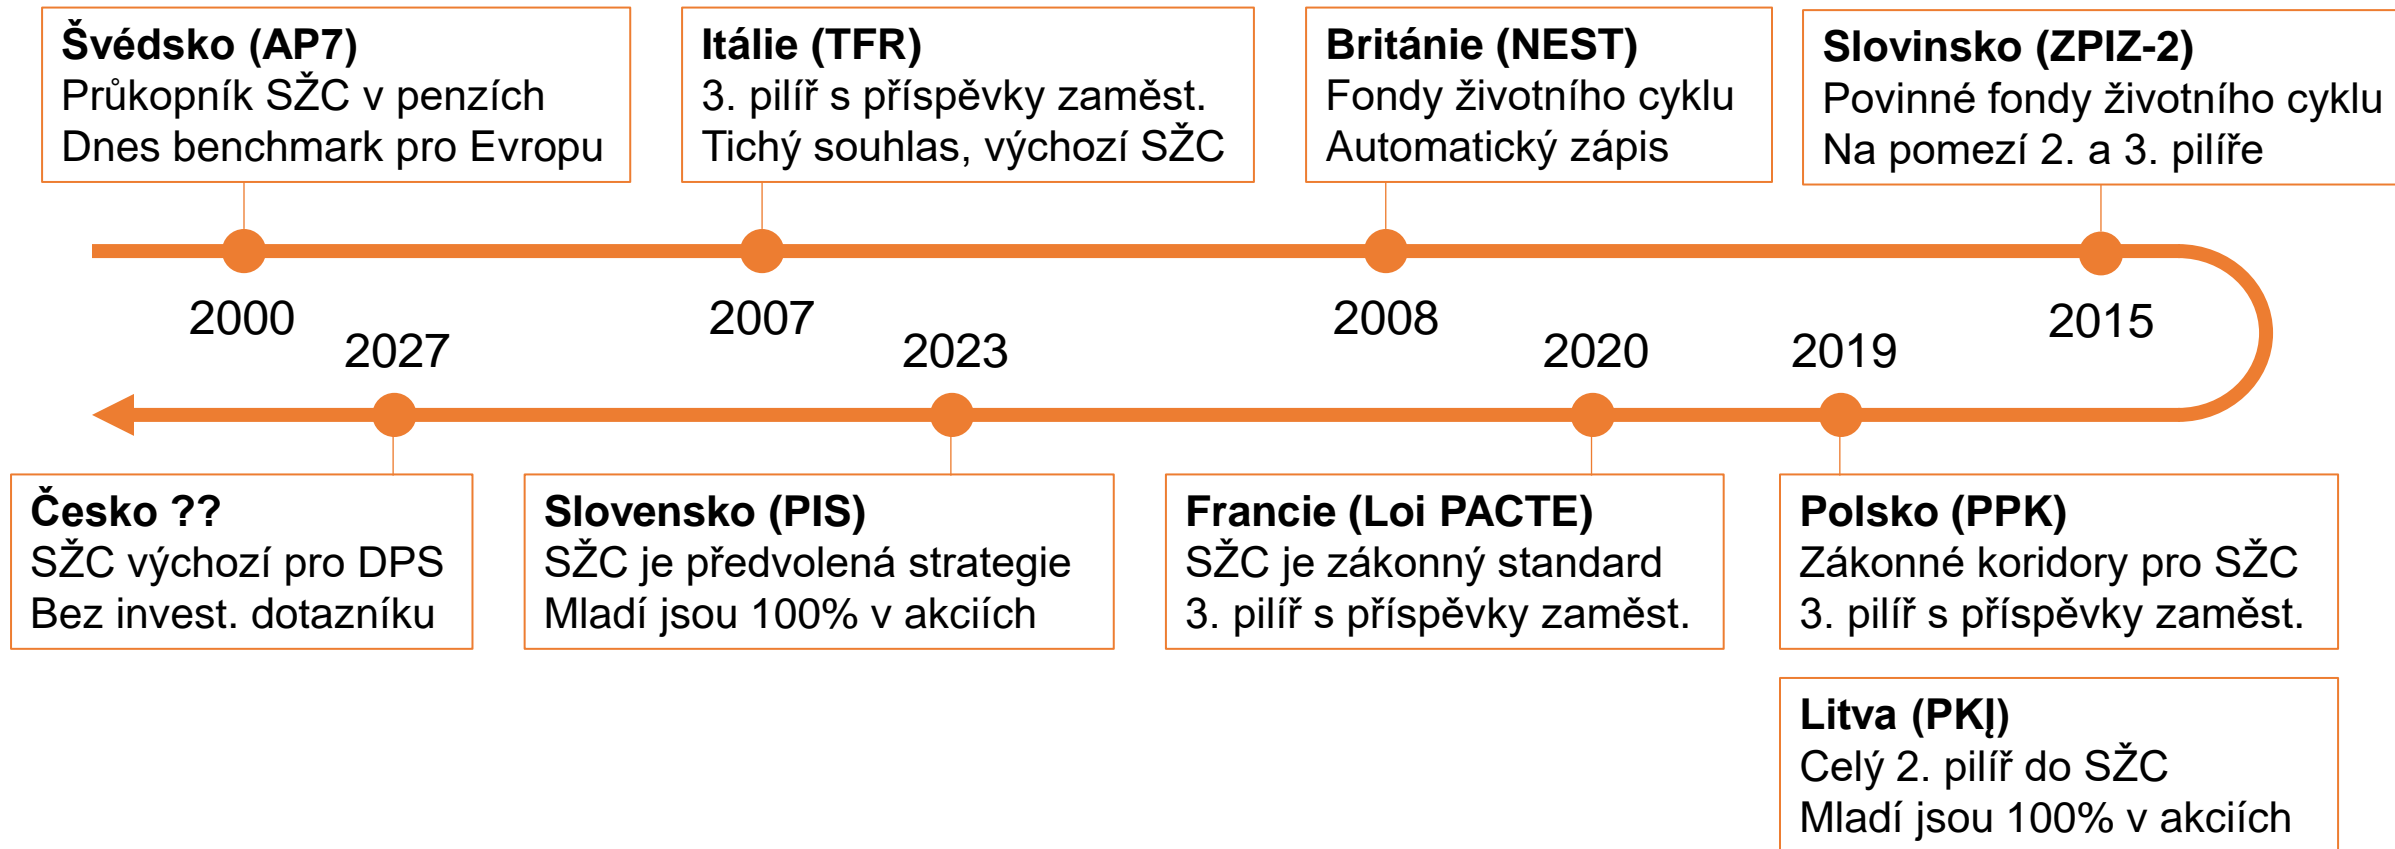 Švédsko (AP7)
Průkopník SŽC v penzích
Dnes benchmark pro Evropu
Itálie (TFR)
3. pilíř s příspěvky zaměst.
Tichý souhlas, výchozí SŽC
Británie (NEST)
Fondy životního cyklu
Automatický zápis
Slovinsko (ZPIZ-2)
Povinné fondy životního cyklu
Na pomezí 2. a 3. pilíře
2000
2007
2008
2015
2027
2023
2020
2019
Česko ??
SŽC výchozí pro DPS
Bez invest. dotazníku
Slovensko (PIS)
SŽC je předvolená strategie
Mladí jsou 100% v akciích
Francie (Loi PACTE)
SŽC je zákonný standard
3. pilíř s příspěvky zaměst.
Polsko (PPK)
Zákonné koridory pro SŽC
3. pilíř s příspěvky zaměst.
Litva (PKĮ)
Celý 2. pilíř do SŽC
Mladí jsou 100% v akciích